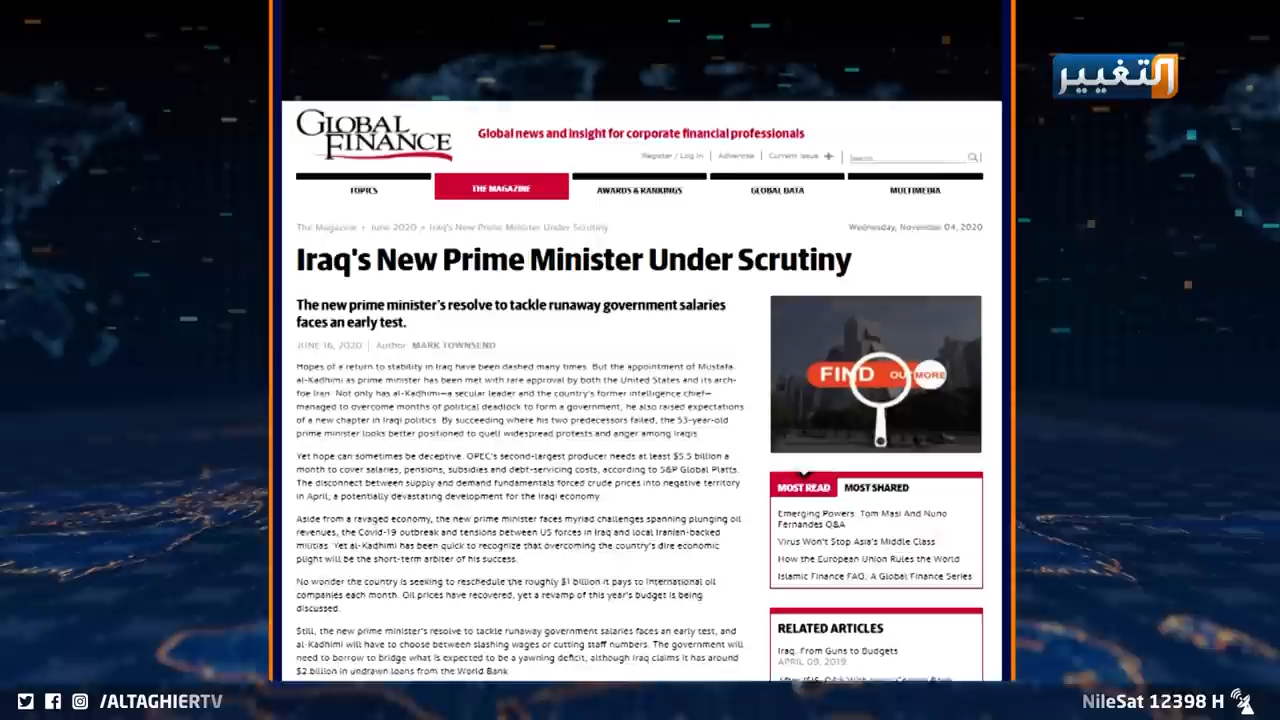 التغيير
GLOBAL
FINANCE
Global news and insight for corporate financial professionals
Register / Log In | Advertise | Current Issue + | Search
TOPICS THE MAGAZINE AWARDS & RANKINGS GLOBAL DATA MULTIMEDIA
The Magazine › June 2020 › Iraq's New Prime Minister Under Scrutiny
Wednesday, November 04, 2020
Iraq's New Prime Minister Under Scrutiny
The new prime minister's resolve to tackle runaway government salaries
faces an early test.
JUNE 16, 2020 | Author: MARK TOWNSEND
Hopes of a return to stability in Iraq have been dashed many times. But the appointment of Mustafa
al-Kadhimi as prime minister has been met with rare approval by both the United States and its arch-
foe Iran. Not only has al-Kadhimi—a secular leader and the country's former intelligence chief—
managed to overcome months of political deadlock to form a government, he also raised expectations
of a new chapter in Iraqi politics. By succeeding where his two predecessors failed, the 53-year-old
prime minister looks better positioned to quell widespread protests and anger among Iraqis.
Yet hope can sometimes be deceptive. OPEC's second-largest producer needs at least $5.5 billion a
month to cover salaries, pensions, subsidies and debt-servicing costs, according to S&P Global Platts.
The disconnect between supply and demand fundamentals forced crude prices into negative territory
in April, a potentially devastating development for the Iraqi economy.
Aside from a ravaged economy, the new prime minister faces myriad challenges spanning plunging oil
revenues, the Covid-19 outbreak and tensions between US forces in Iraq and local Iranian-backed
militias. Yet al-Kadhimi has been quick to recognize that overcoming the country's dire economic
plight will be the short-term arbiter of his success.
No wonder the country is seeking to reschedule the roughly $1 billion it pays to international oil
companies each month. Oil prices have recovered, yet a revamp of this year's budget is being
discussed.
Still, the new prime minister's resolve to tackle runaway government salaries faces an early test, and
al-Kadhimi will have to choose between slashing wages or cutting staff numbers. The government will
need to borrow to bridge what is expected to be a yawning deficit, although Iraq claims it has around
$2 billion in undrawn loans from the World Bank.
FIND OUT MORE
MOST READ MOST SHARED
Emerging Powers: Tom Masi And Nuno
Fernandes Q&A
Virus Won't Stop Asia's Middle Class
How the European Union Rules the World
Islamic Finance FAQ: A Global Finance Series
RELATED ARTICLES
Iraq: From Guns to Budgets
APRIL 09, 2019
/ALTAGHIERTV
NileSat 12398 H